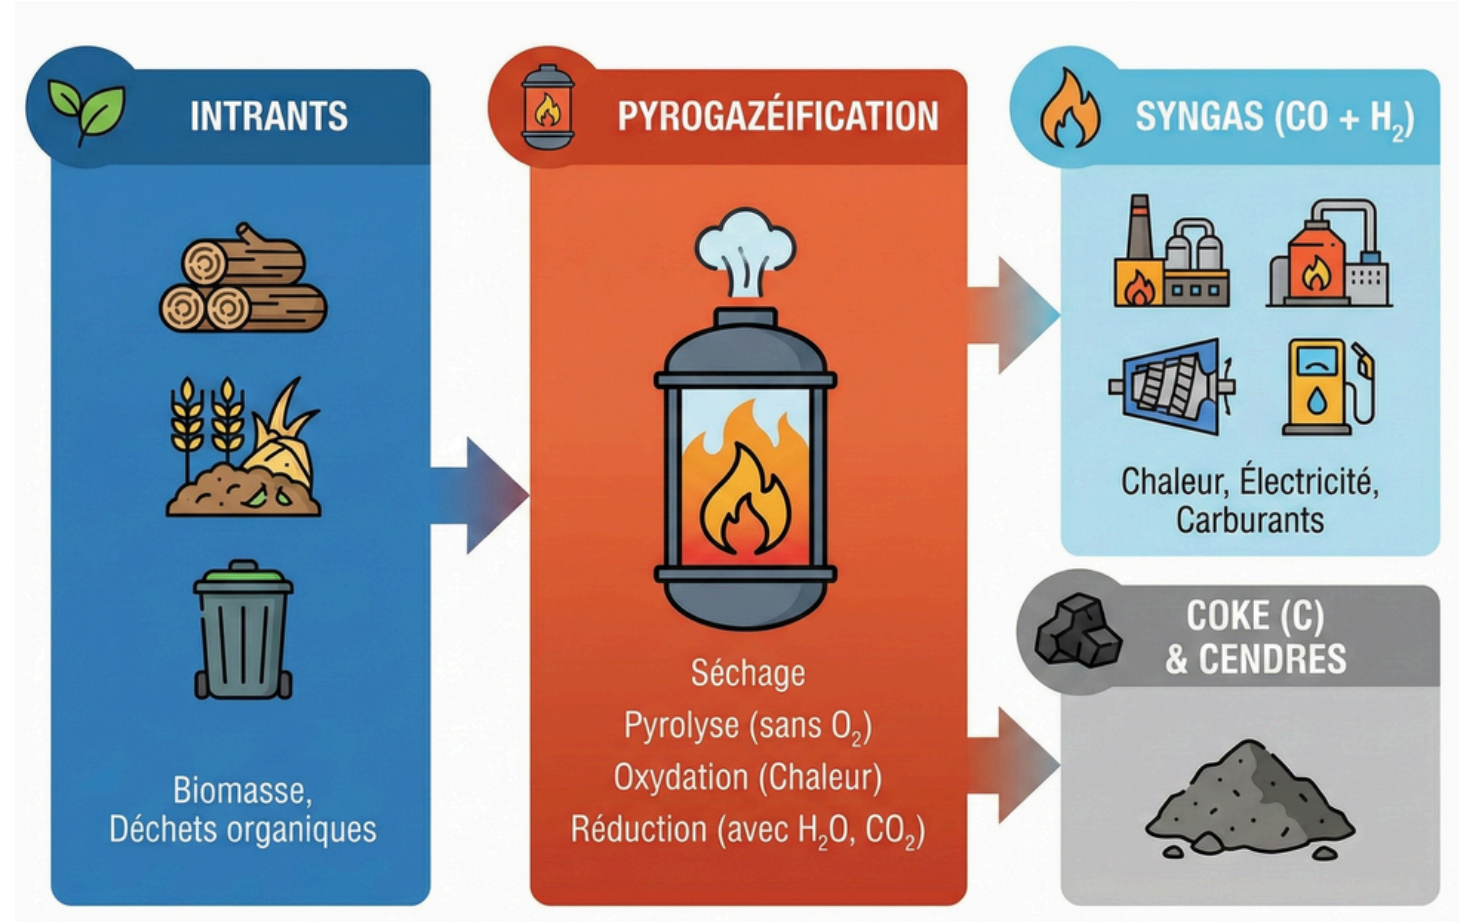 INTRANTS
Biomasse,
Déchets organiques
PYROGAZÉIFICATION
Séchage
Pyrolyse (sans O₂)
Oxydation (Chaleur)
Réduction (avec H₂O, CO₂)
SYNGAS (CO + H₂)
Chaleur, Électricité,
Carburants
COKE (C)
& CENDRES